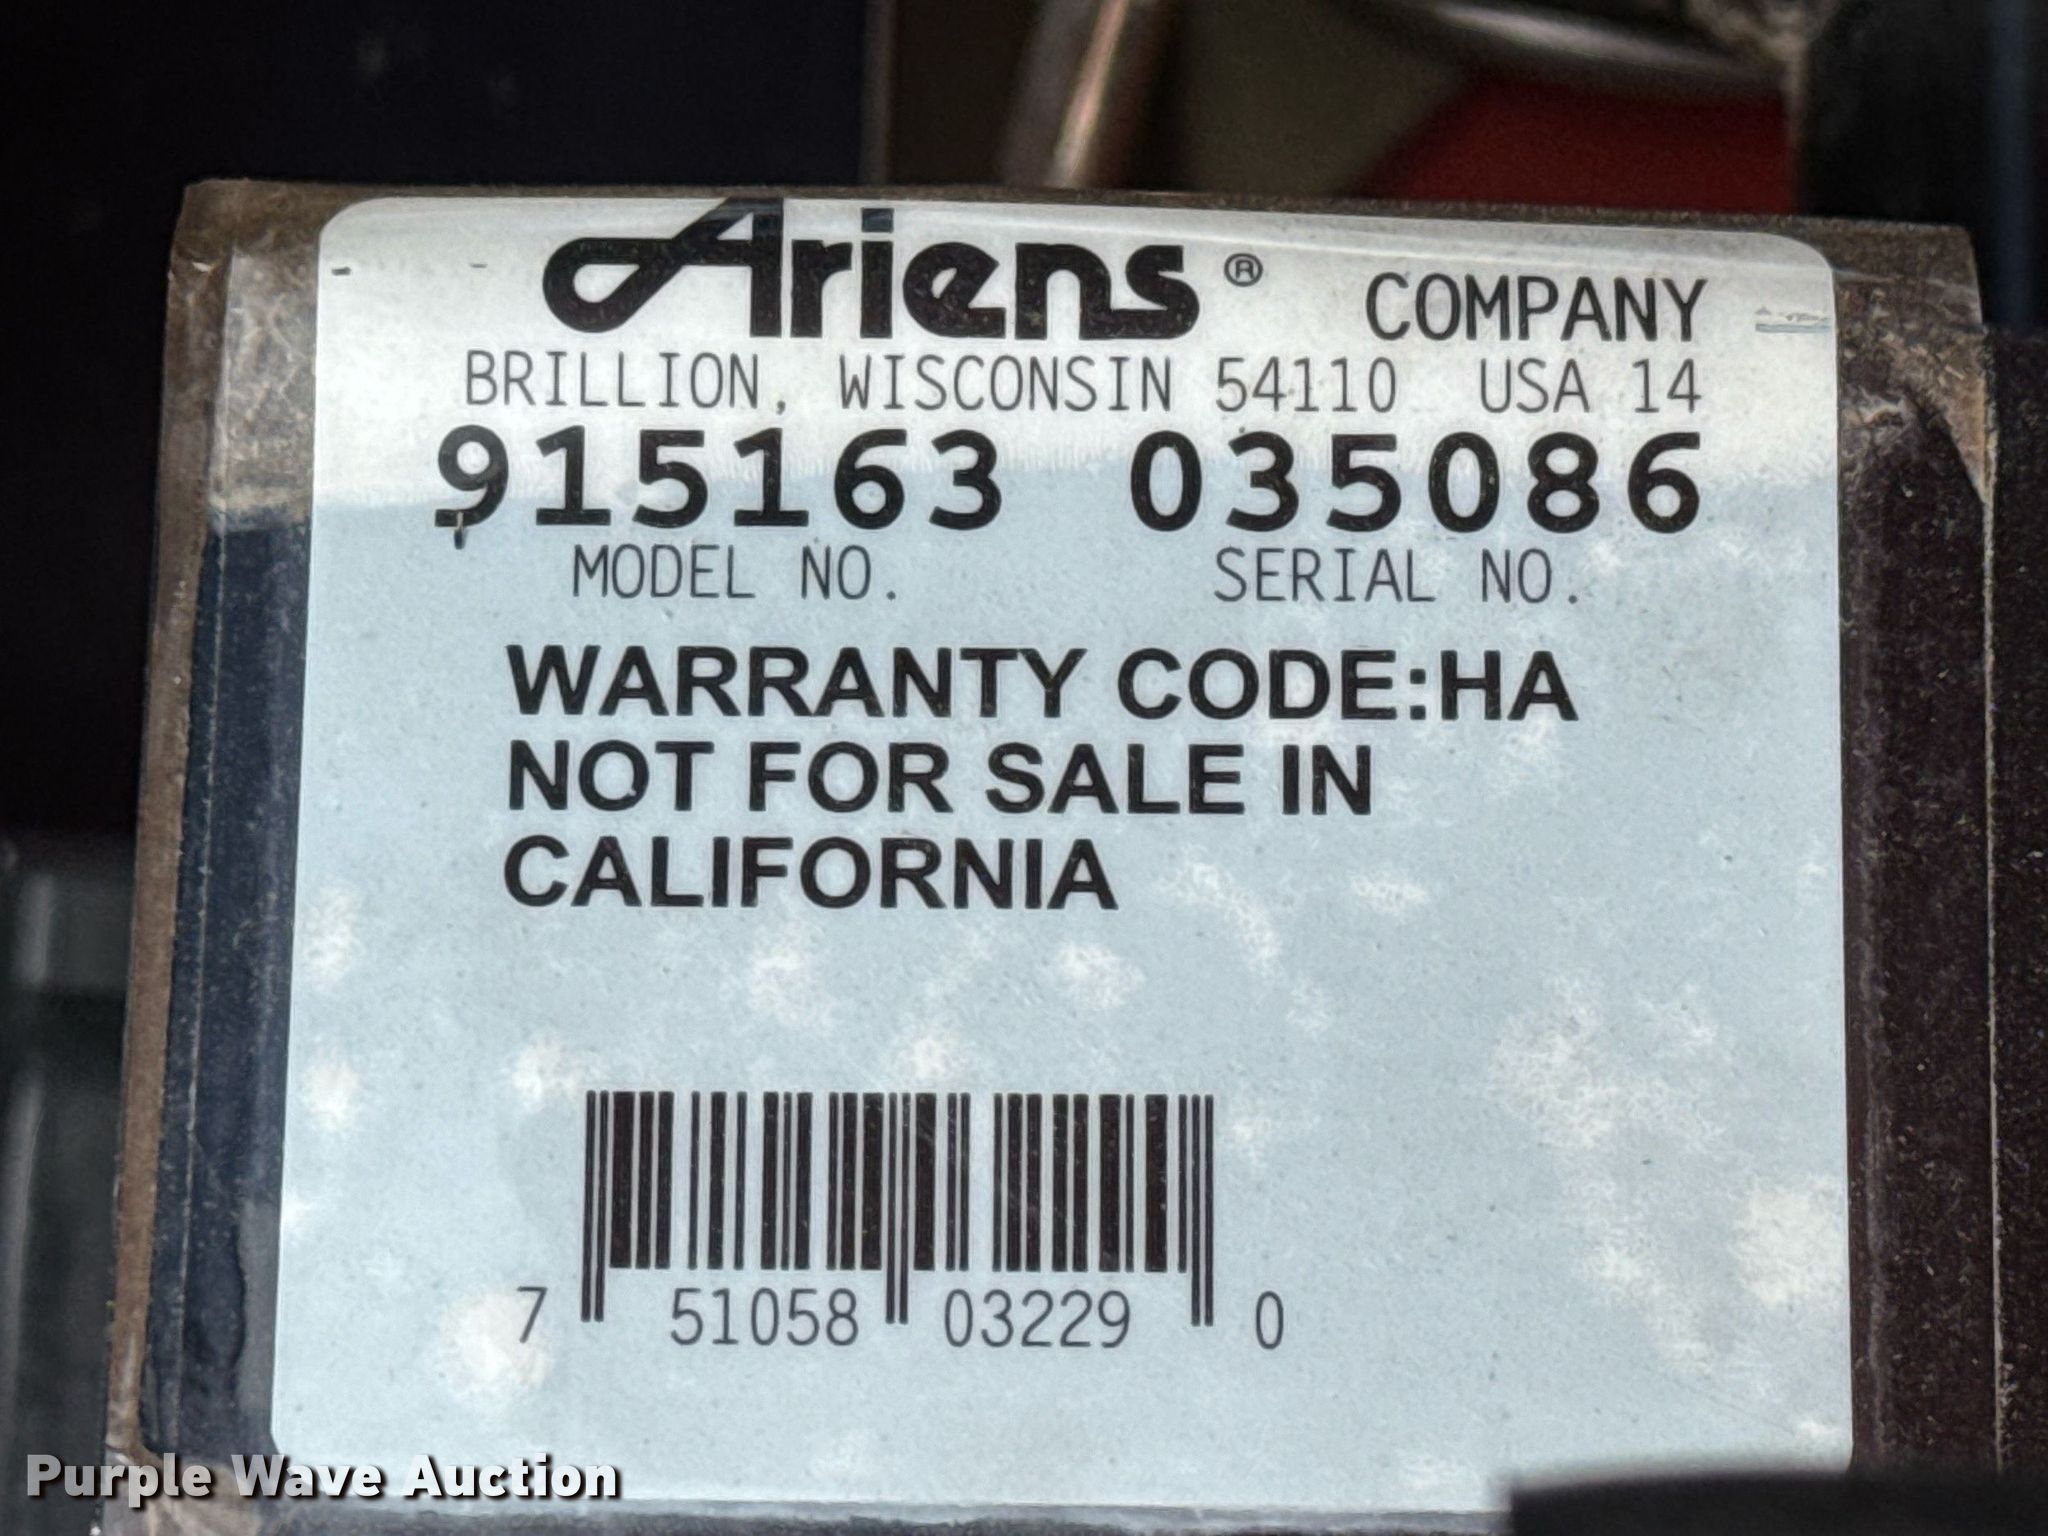 Ariens® COMPANY
BRILLION, WISCONSIN 54110 USA 14
915163 035086
MODEL NO. SERIAL NO.
WARRANTY CODE:HA
NOT FOR SALE IN
CALIFORNIA
7 51058 03229 0
Purple Wave Auction